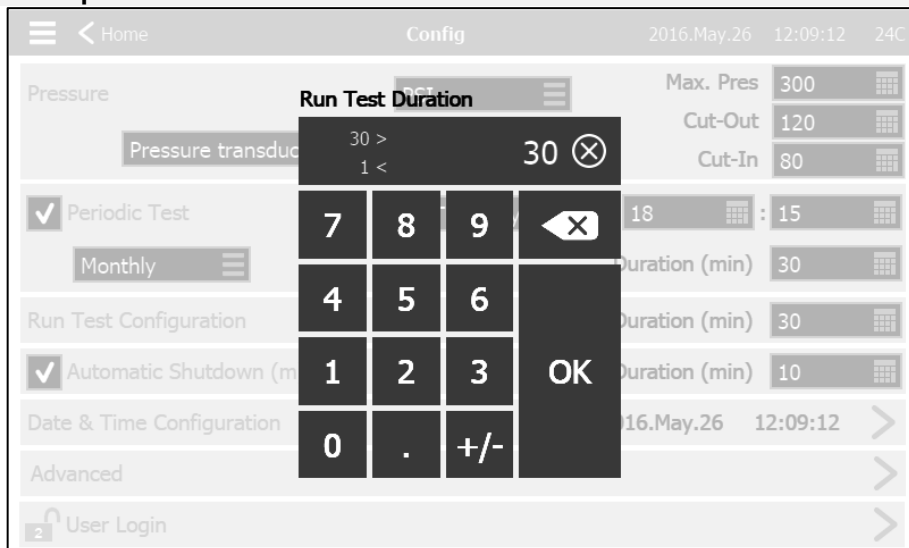 Home Config 2016.May.26 12:09:12 24C
Pressure Max. Pres 300
Run Test Duration
Cut-Out 120
Pressure transduc Cut-In 80
30 >
1 <
30
Periodic Test 18 : 15
7 8 9
Monthly Duration (min) 30
4 5 6
Run Test Configuration Duration (min) 30
Automatic Shutdown (m Duration (min) 10
1 2 3 OK
Date & Time Configuration 16.May.26 12:09:12
0 . +/-
Advanced
2 User Login